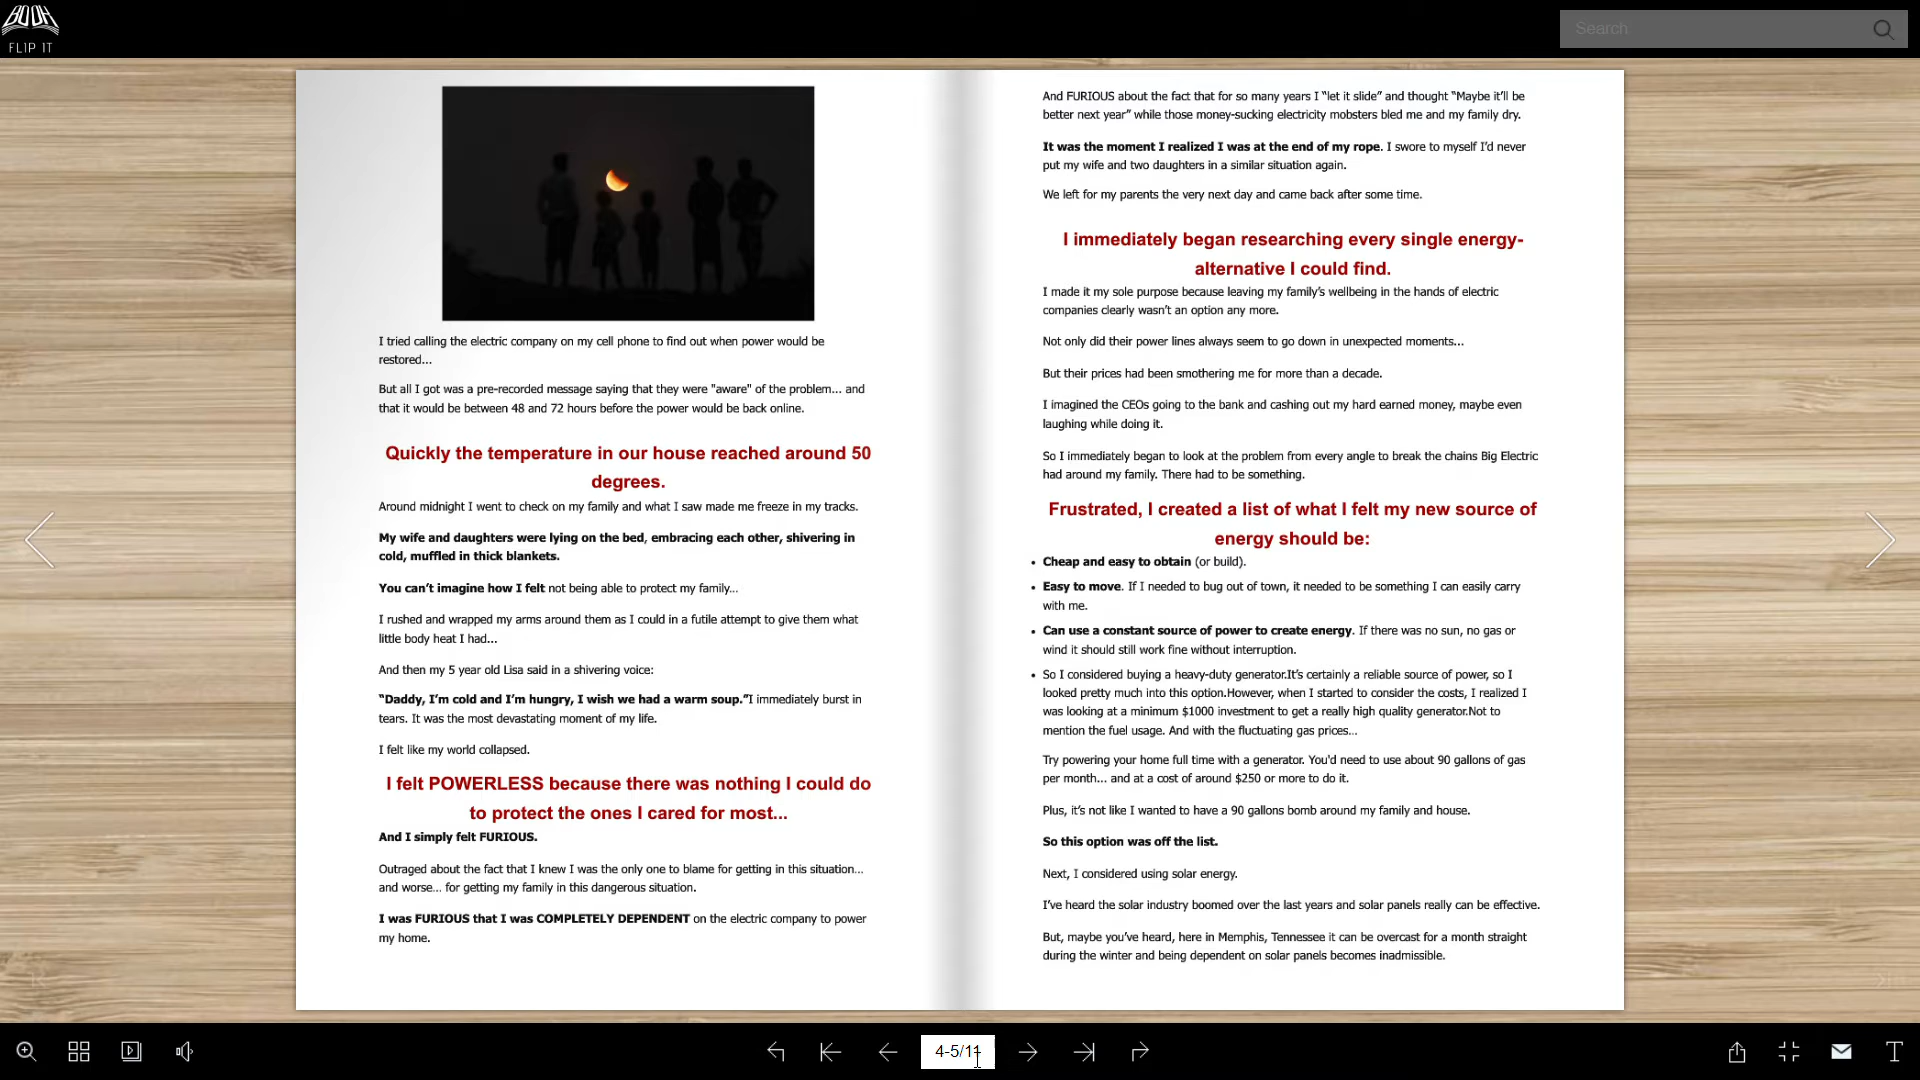 BOOK
FLIP IT
Search
I tried calling the electric company on my cell phone to find out when power would be
restored...
But all I got was a pre-recorded message saying that they were "aware" of the problem... and
that it would be between 48 and 72 hours before the power would be back online.
Quickly the temperature in our house reached around 50
degrees.
Around midnight I went to check on my family and what I saw made me freeze in my tracks.
My wife and daughters were lying on the bed, embracing each other, shivering in
cold, muffled in thick blankets.
You can’t imagine how I felt not being able to protect my family...
I rushed and wrapped my arms around them as I could in a futile attempt to give them what
little body heat I had...
And then my 5 year old Lisa said in a shivering voice:
“Daddy, I’m cold and I’m hungry, I wish we had a warm soup.”I immediately burst in
tears. It was the most devastating moment of my life.
I felt like my world collapsed.
I felt POWERLESS because there was nothing I could do
to protect the ones I cared for most...
And I simply felt FURIOUS.
Outraged about the fact that I knew I was the only one to blame for getting in this situation...
and worse... for getting my family in this dangerous situation.
I was FURIOUS that I was COMPLETELY DEPENDENT on the electric company to power
my home.
And FURIOUS about the fact that for so many years I “let it slide” and thought “Maybe it’ll be
better next year” while those money-sucking electricity mobsters bled me and my family dry.
It was the moment I realized I was at the end of my rope. I swore to myself I’d never
put my wife and two daughters in a similar situation again.
We left for my parents the very next day and came back after some time.
I immediately began researching every single energy-
alternative I could find.
I made it my sole purpose because leaving my family’s wellbeing in the hands of electric
companies clearly wasn’t an option any more.
Not only did their power lines always seem to go down in unexpected moments...
But their prices had been smothering me for more than a decade.
I imagined the CEOs going to the bank and cashing out my hard earned money, maybe even
laughing while doing it.
So I immediately began to look at the problem from every angle to break the chains Big Electric
had around my family. There had to be something.
Frustrated, I created a list of what I felt my new source of
energy should be:
• Cheap and easy to obtain (or build).
• Easy to move. If I needed to bug out of town, it needed to be something I can easily carry
with me.
• Can use a constant source of power to create energy. If there was no sun, no gas or
wind it should still work fine without interruption.
• So I considered buying a heavy-duty generator.It’s certainly a reliable source of power, so I
looked pretty much into this option.However, when I started to consider the costs, I realized I
was looking at a minimum $1000 investment to get a really high quality generator.Not to
mention the fuel usage. And with the fluctuating gas prices...
Try powering your home full time with a generator. You'd need to use about 90 gallons of gas
per month... and at a cost of around $250 or more to do it.
Plus, it’s not like I wanted to have a 90 gallons bomb around my family and house.
So this option was off the list.
Next, I considered using solar energy.
I’ve heard the solar industry boomed over the last years and solar panels really can be effective.
But, maybe you’ve heard, here in Memphis, Tennessee it can be overcast for a month straight
during the winter and being dependent on solar panels becomes inadmissible.
4-5/11
T